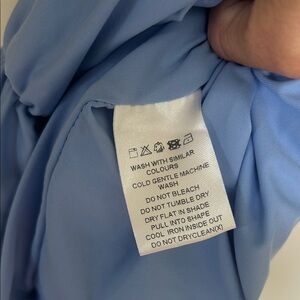 WASH WITH SIMILAR
COLOURS
COLD GENTLE MACHINE
WASH
DO NOT BLEACH
DO NOT TUMBLE DRY
DRY FLAT IN SHADE
PULL INTO SHAPE
COOL IRON INSIDE OUT
DO NOT DRYCLEAN(X)